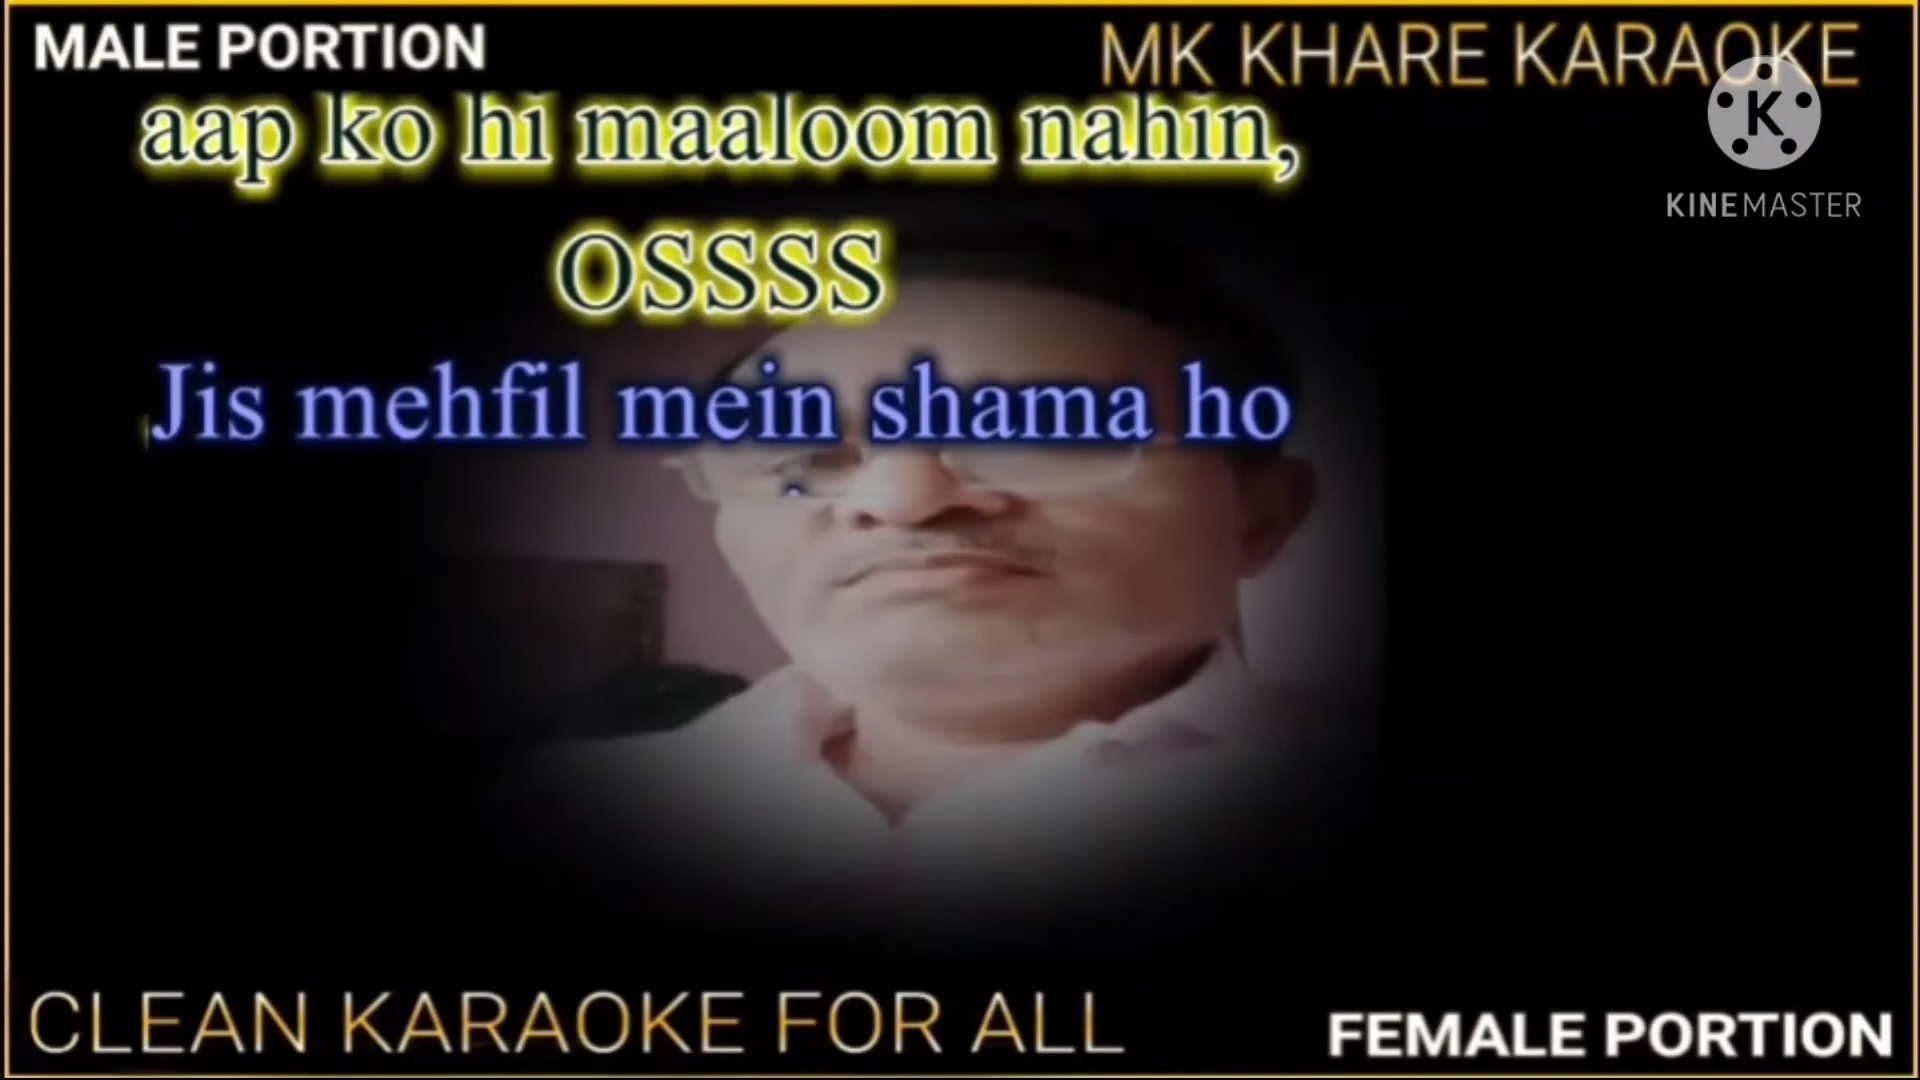 MALE PORTION
MK KHARE KARAOKE
K
KINEMASTER
aap ko hi maaloom nahin,
OSSSS
Jis mehfil mein shama ho
CLEAN KARAOKE FOR ALL
FEMALE PORTION